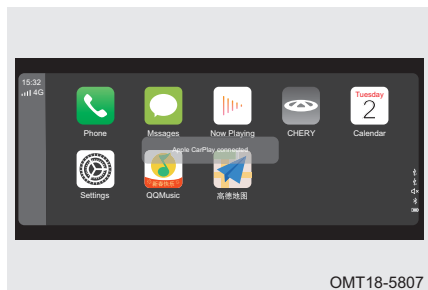 15:32
4G
Phone
Mssages
Now Playing
CHERY
Tuesday
2
Calendar
Apple CarPlay connected
Settings
QQMusic
高德地图
OMT18-5807